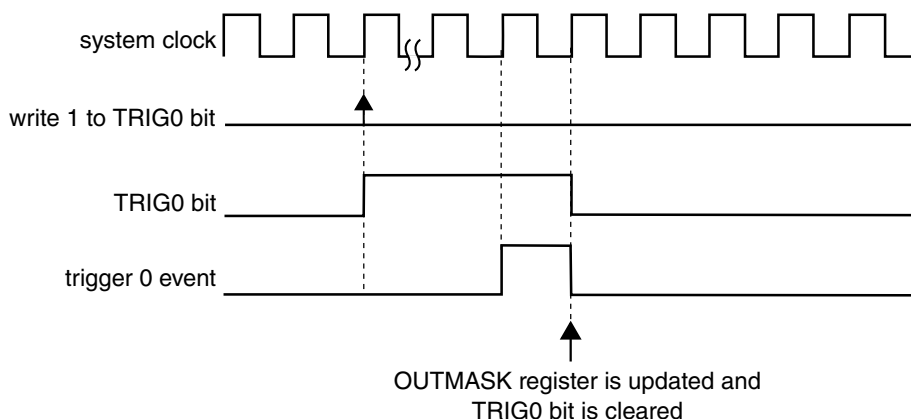 system clock
write 1 to TRIG0 bit
TRIG0 bit
trigger 0 event
OUTMASK register is updated and
TRIG0 bit is cleared